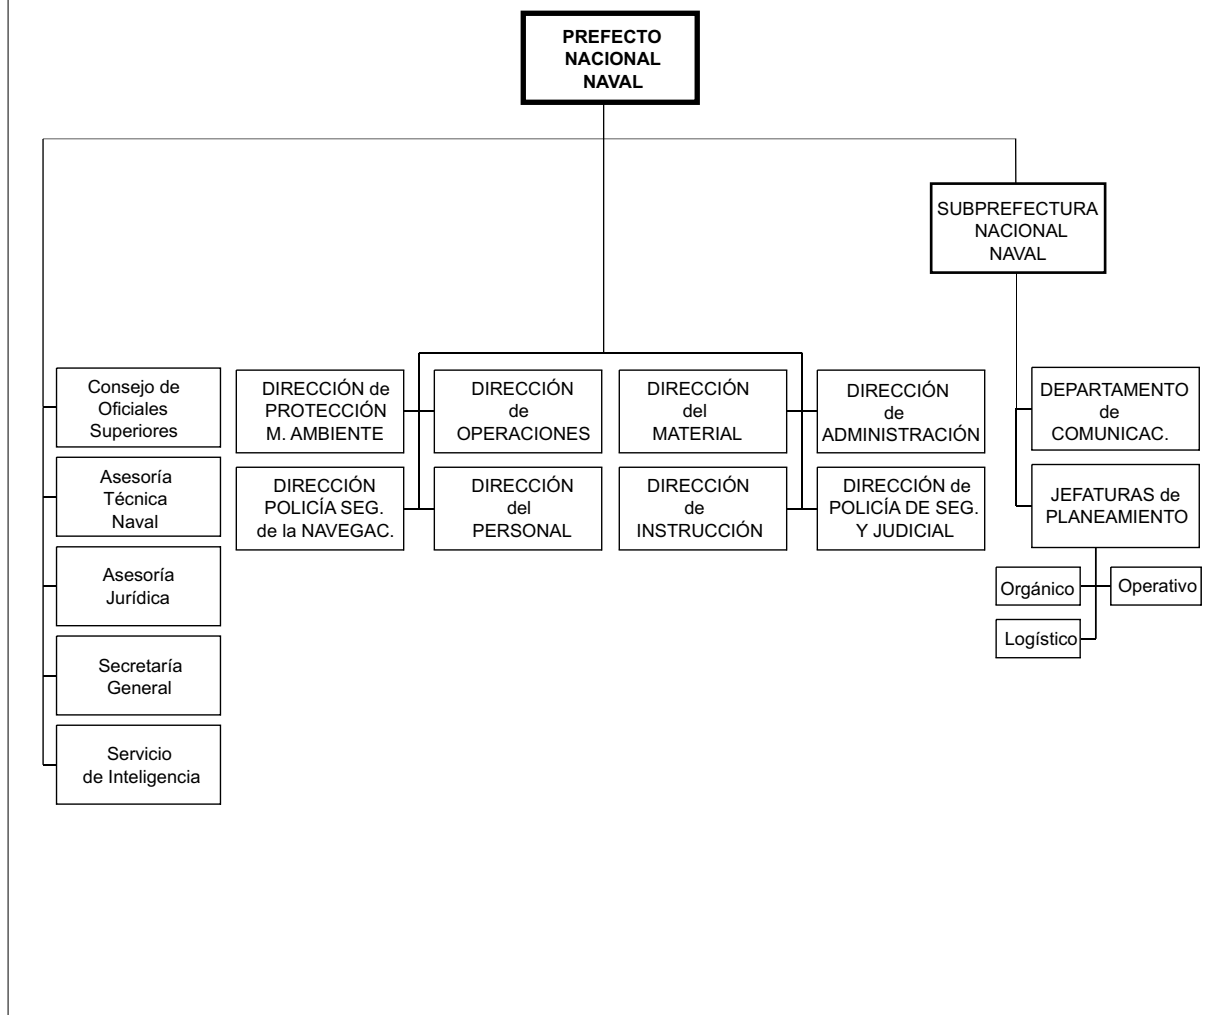 PREFECTO
NACIONAL
NAVAL
SUBPREFECTURA
NACIONAL
NAVAL
Consejo de
Oficiales
Superiores
Asesoría
Técnica
Naval
Asesoría
Jurídica
Secretaría
General
Servicio
de Inteligencia
DIRECCIÓN de
PROTECCIÓN
M. AMBIENTE
DIRECCIÓN
de
OPERACIONES
DIRECCIÓN
del
MATERIAL
DIRECCIÓN
de
ADMINISTRACIÓN
DIRECCIÓN
POLICÍA SEG.
de la NAVEGAC.
DIRECCIÓN
del
PERSONAL
DIRECCIÓN
de
INSTRUCCIÓN
DIRECCIÓN de
POLICÍA DE SEG.
Y JUDICIAL
DEPARTAMENTO
de
COMUNICAC.
JEFATURAS de
PLANEAMIENTO
Orgánico
Operativo
Logístico